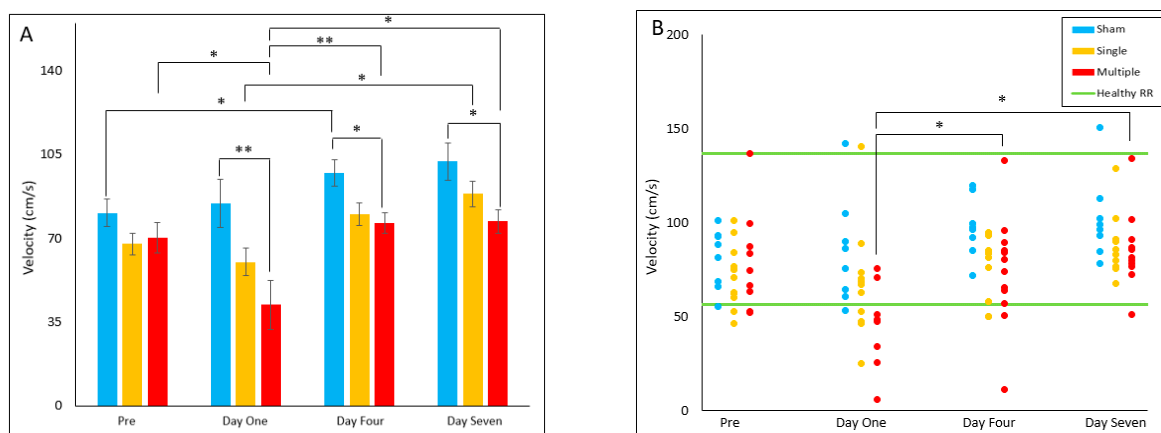 A
*
**
*
*
*
*
*
**
140
105
70
35
0
Velocity (cm/s)
Pre
Day One
Day Four
Day Seven
B
Sham
Single
Multiple
Healthy RR
*
*
200
150
100
50
0
Velocity (cm/s)
Pre
Day One
Day Four
Day Seven